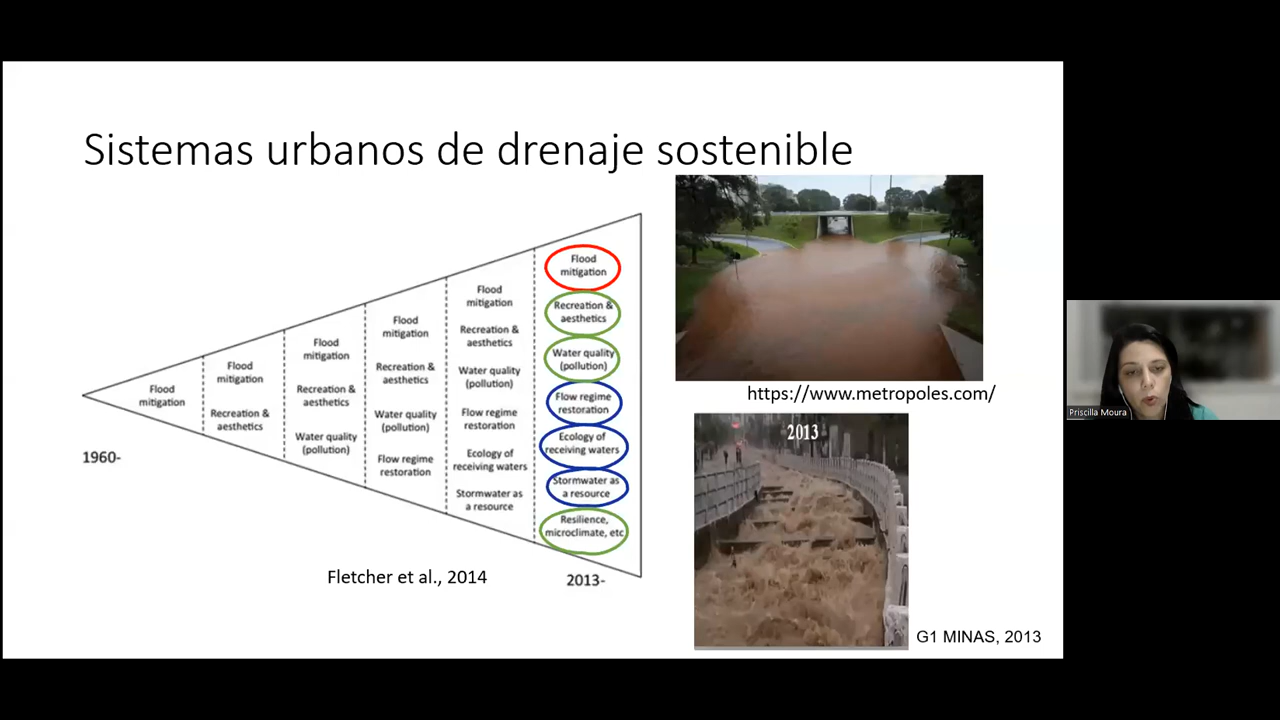 Sistemas urbanos de drenaje sostenible
Flood
mitigation
Flood
mitigation
Recreation &
aesthetics
Flood
mitigation
Recreation &
aesthetics
Water quality
(pollution)
Flood
mitigation
Recreation &
aesthetics
Water quality
(pollution)
Flow regime
restoration
Flood
mitigation
Recreation &
aesthetics
Water quality
(pollution)
Flow regime
restoration
Ecology of
receiving waters
Stormwater as
a resource
Flood
mitigation
Recreation &
aesthetics
Water quality
(pollution)
Flow regime
restoration
Ecology of
receiving waters
Stormwater as
a resource
Resilience,
microclimate, etc
1960-
2013-
Fletcher et al., 2014
https://www.metropoles.com/
2013
G1 MINAS, 2013
Priscilla Moura